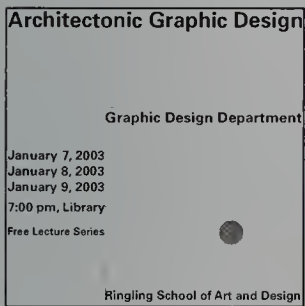 Architectonic Graphic Design
Graphic Design Department
January 7, 2003
January 8, 2003
January 9, 2003
7:00 pm, Library
Free Lecture Series
Ringling School of Art and Design